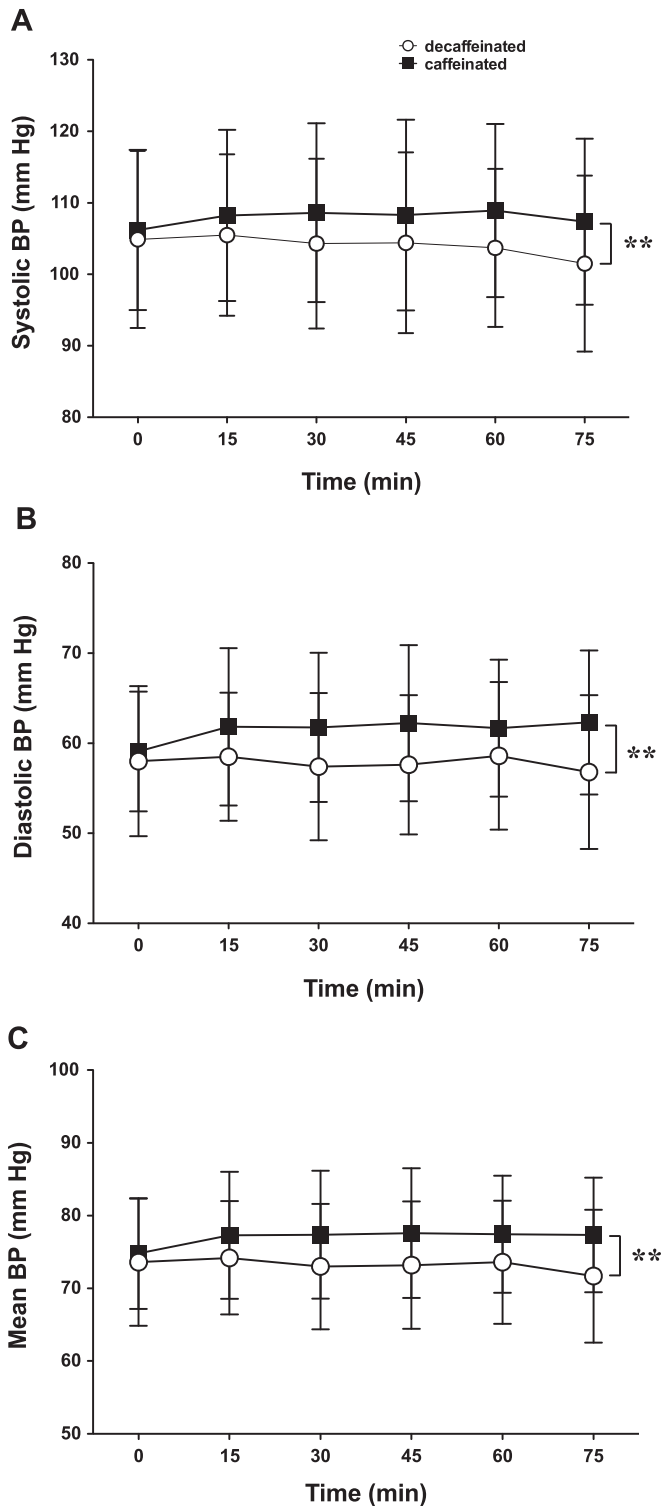 A
decaffeinated
caffeinated
130
120
110
100
90
80
Systolic BP (mm Hg)
**
0 15 30 45 60 75
Time (min)
B
80
70
60
50
40
Diastolic BP (mm Hg)
**
0 15 30 45 60 75
Time (min)
C
100
90
80
70
60
50
Mean BP (mm Hg)
**
0 15 30 45 60 75
Time (min)